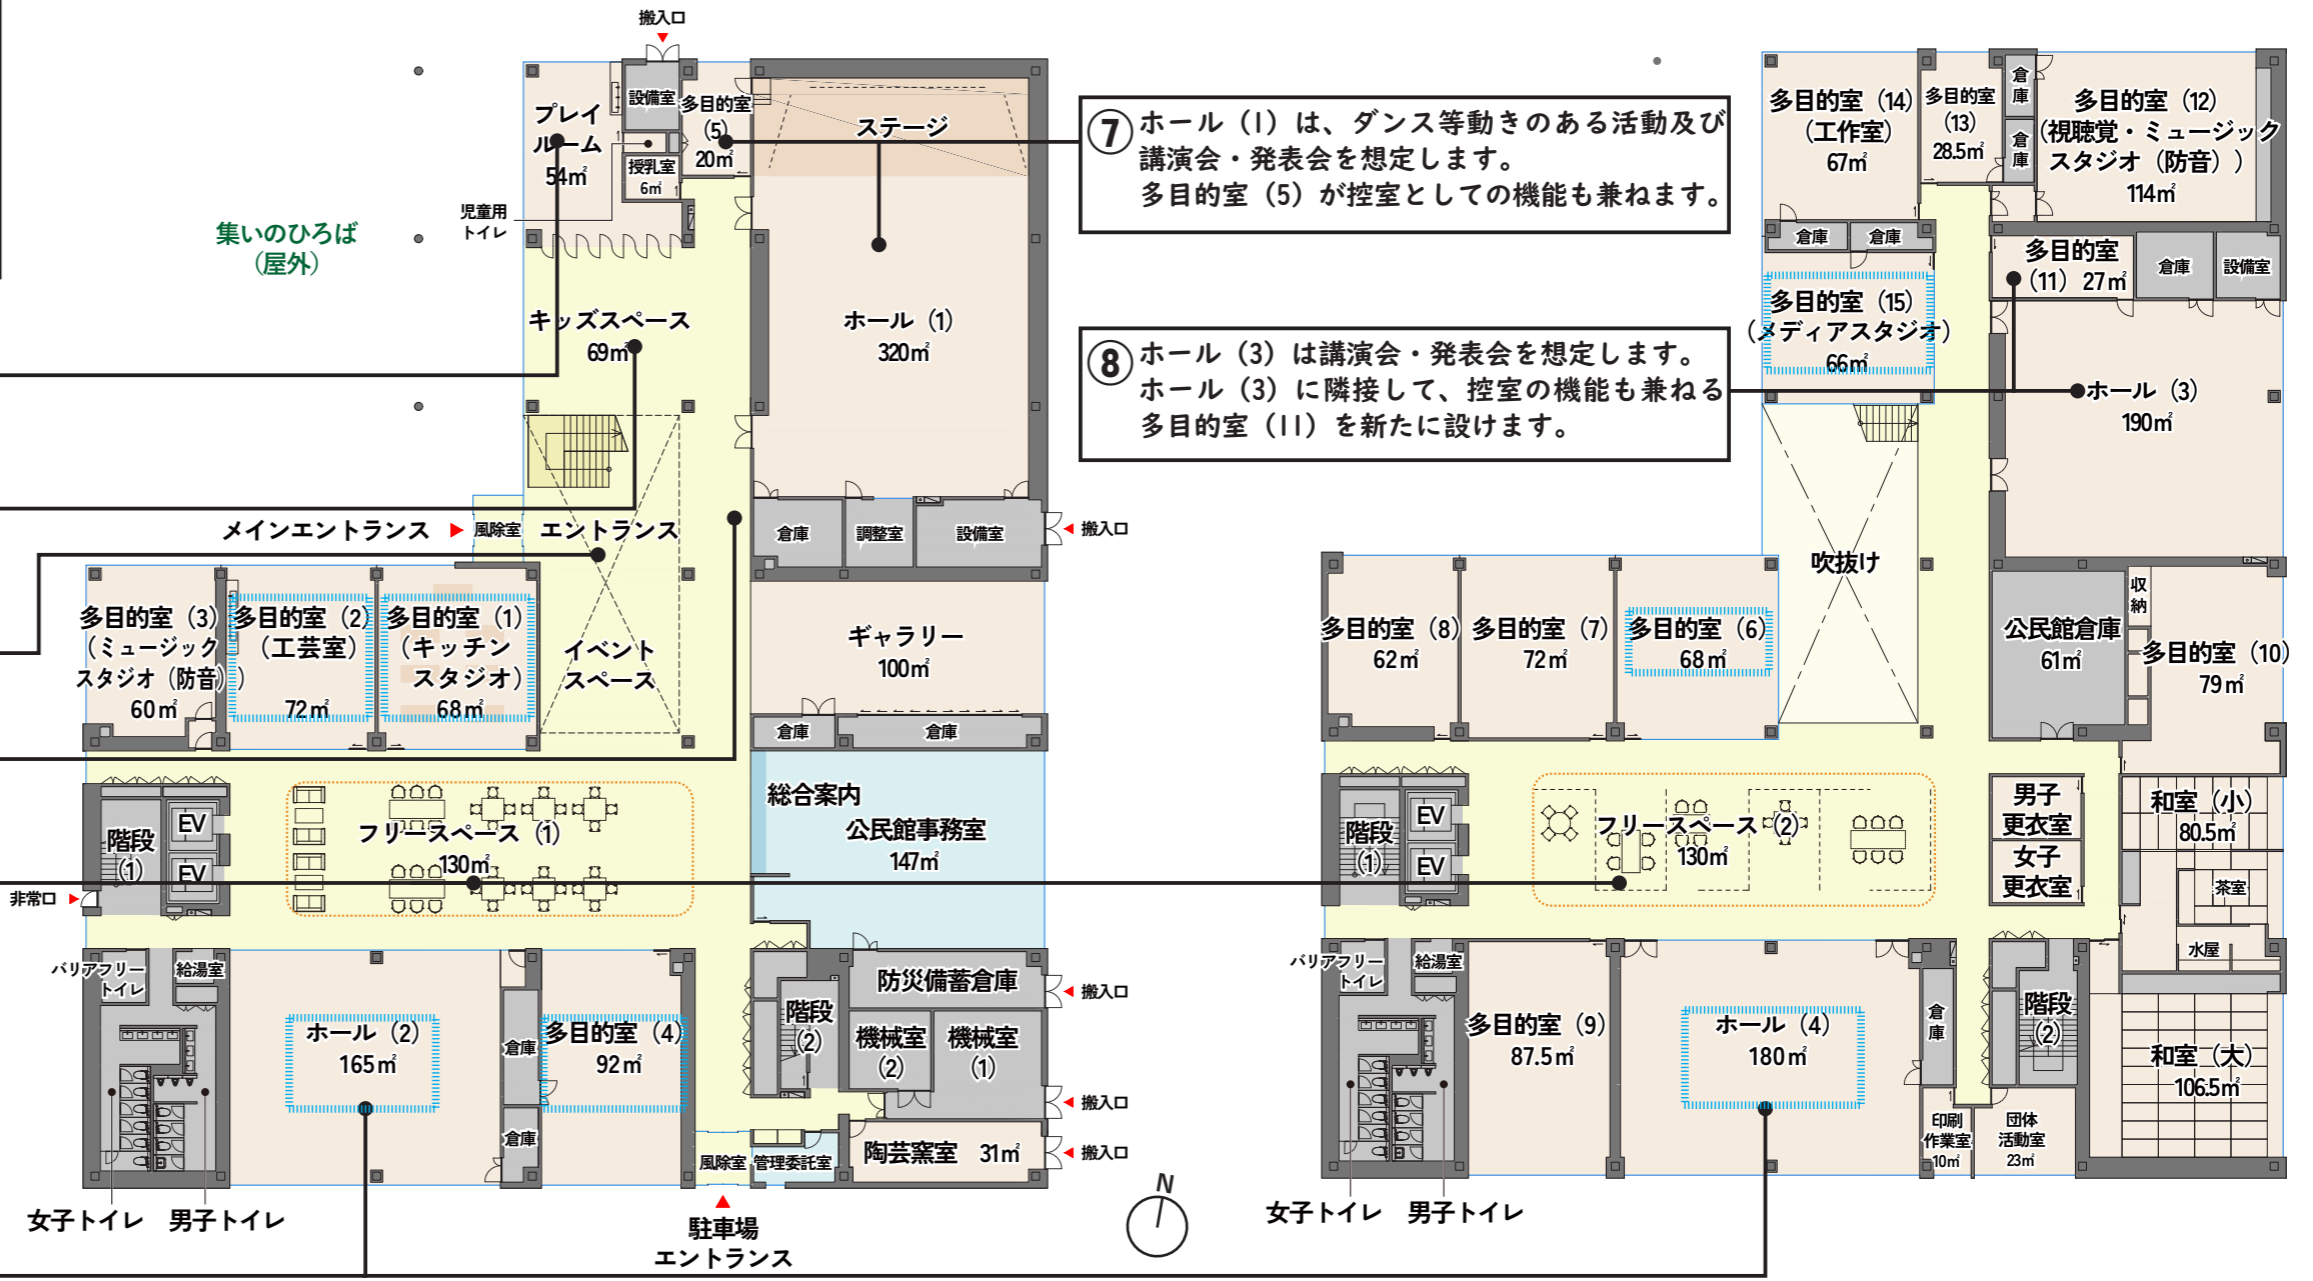 搬入口
プレイ
ルーム
54㎡
設備室
多目的室
（5）
20㎡
授乳室
6㎡
児童用
トイレ
ステージ
集いのひろば
（屋外）
キッズスペース
69㎡
ホール（1）
320㎡
メインエントランス
風除室
エントランス
倉庫
調整室
設備室
搬入口
多目的室（3）
（ミュージック
スタジオ（防音））
60㎡
多目的室（2）
（工芸室）
72㎡
多目的室（1）
（キッチン
スタジオ）
68㎡
イベント
スペース
ギャラリー
100㎡
倉庫
倉庫
総合案内
公民館事務室
147㎡
階段
（1）
EV
EV
フリースペース（1）
130㎡
非常口
バリアフリー
トイレ
給湯室
ホール（2）
165㎡
倉庫
倉庫
多目的室（4）
92㎡
階段
（2）
防災備蓄倉庫
機械室
（2）
機械室
（1）
搬入口
搬入口
搬入口
風除室
管理委託室
陶芸窯室 31㎡
女子トイレ
男子トイレ
駐車場
エントランス
N
⑦ホール（1）は、ダンス等動きのある活動及び
講演会・発表会を想定します。
多目的室（5）が控室としての機能も兼ねます。
⑧ホール（3）は講演会・発表会を想定します。
ホール（3）に隣接して、控室の機能も兼ねる
多目的室（11）を新たに設けます。
多目的室（14）
（工作室）
67㎡
多目的室
（13）
28.5㎡
倉庫
倉庫
多目的室（12）
（視聴覚・ミュージック
スタジオ（防音））
114㎡
倉庫
倉庫
多目的室
（11）27㎡
倉庫
設備室
多目的室（15）
（メディアスタジオ）
66㎡
ホール（3）
190㎡
吹抜け
多目的室（8）
62㎡
多目的室（7）
72㎡
多目的室（6）
68㎡
公民館倉庫
61㎡
収納
多目的室（10）
79㎡
階段
（1）
EV
EV
フリースペース（2）
130㎡
男子
更衣室
女子
更衣室
和室（小）
80.5㎡
茶室
水屋
バリアフリー
トイレ
給湯室
多目的室（9）
87.5㎡
ホール（4）
180㎡
倉庫
階段
（2）
和室（大）
106.5㎡
印刷
作業室
10㎡
団体
活動室
23㎡
女子トイレ
男子トイレ